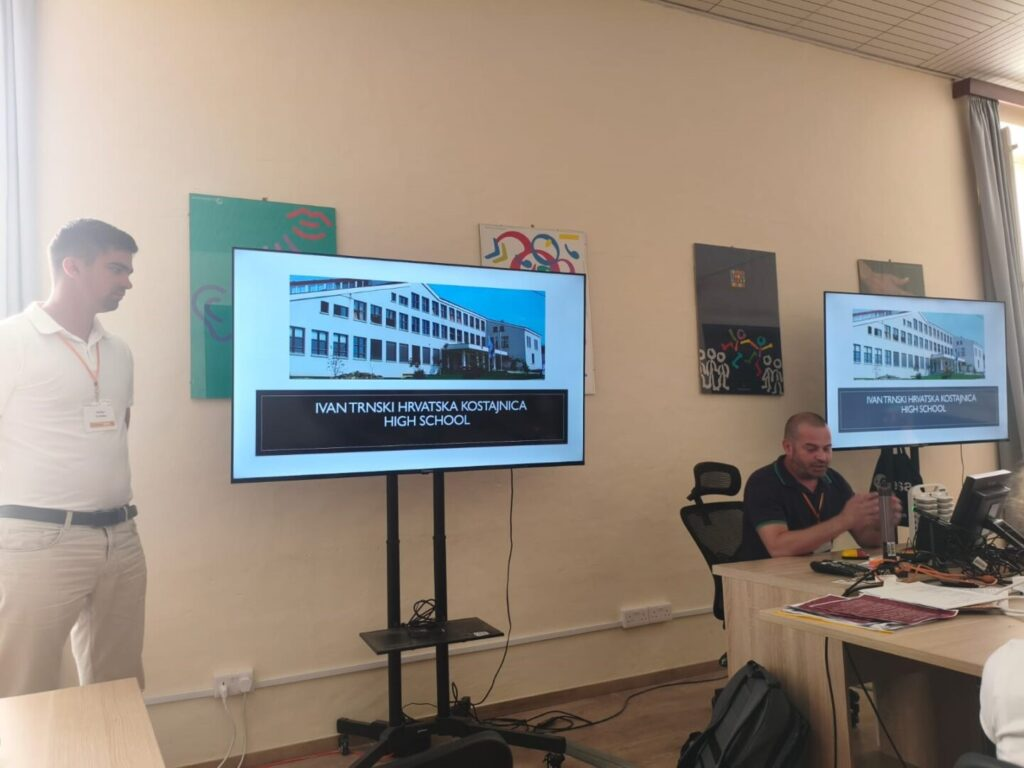 IVAN TRNSKI HRVATSKA KOSTAJNICA
HIGH SCHOOL
IVAN TRNSKI HRVATSKA KOSTAJNICA
HIGH SCHOOL